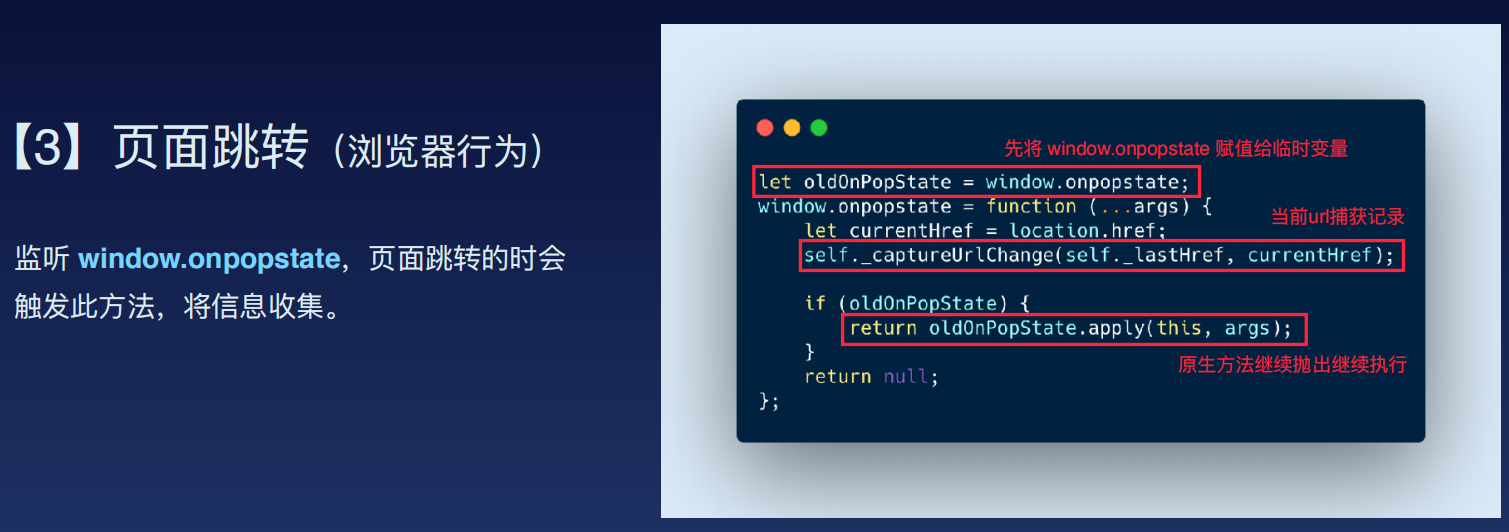 【3】页面跳转（浏览器行为）
监听 window.onpopstate，页面跳转的时会
触发此方法，将信息收集。
先将 window.onpopstate 赋值给临时变量
let oldOnPopState = window.onpopstate;
window.onpopstate = function (...args) {
当前url捕获记录
let currentHref = location.href;
self._captureUrlChange(self._lastHref, currentHref);
if (oldOnPopState) {
return oldOnPopState.apply(this, args);
}
原生方法继续抛出继续执行
return null;
};